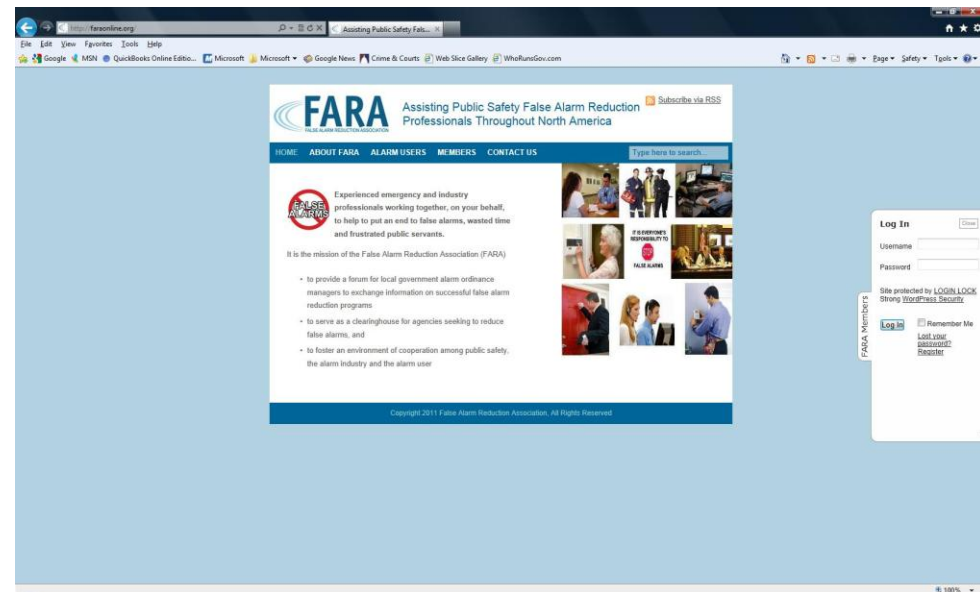 http://faraonline.org/
Assisting Public Safety Fals...
File Edit View Favorites Tools Help
Google MSN QuickBooks Online Editio... Microsoft Microsoft Google News Crime & Courts Web Slice Gallery WhoRunsGov.com
Page Safety Tools
FARA
FALSE ALARM REDUCTION ASSOCIATION
Assisting Public Safety False Alarm Reduction
Professionals Throughout North America
Subscribe via RSS
HOME ABOUT FARA ALARM USERS MEMBERS CONTACT US
Type here to search...
FALSE
ALARMS
Experienced emergency and industry
professionals working together, on your behalf,
to help to put an end to false alarms, wasted time
and frustrated public servants.
It is the mission of the False Alarm Reduction Association (FARA)
• to provide a forum for local government alarm ordinance
managers to exchange information on successful false alarm
reduction programs
• to serve as a clearinghouse for agencies seeking to reduce
false alarms, and
• to foster an environment of cooperation among public safety,
the alarm industry and the alarm user
IT IS EVERYONE'S
RESPONSIBILITY TO
STOP
FALSE ALARMS
Copyright 2011 False Alarm Reduction Association, All Rights Reserved
FARA Members
Log In
Close
Username
Password
Site protected by LOGIN LOCK
Strong WordPress Security
Log In
Remember Me
Lost your
password?
Register
100%